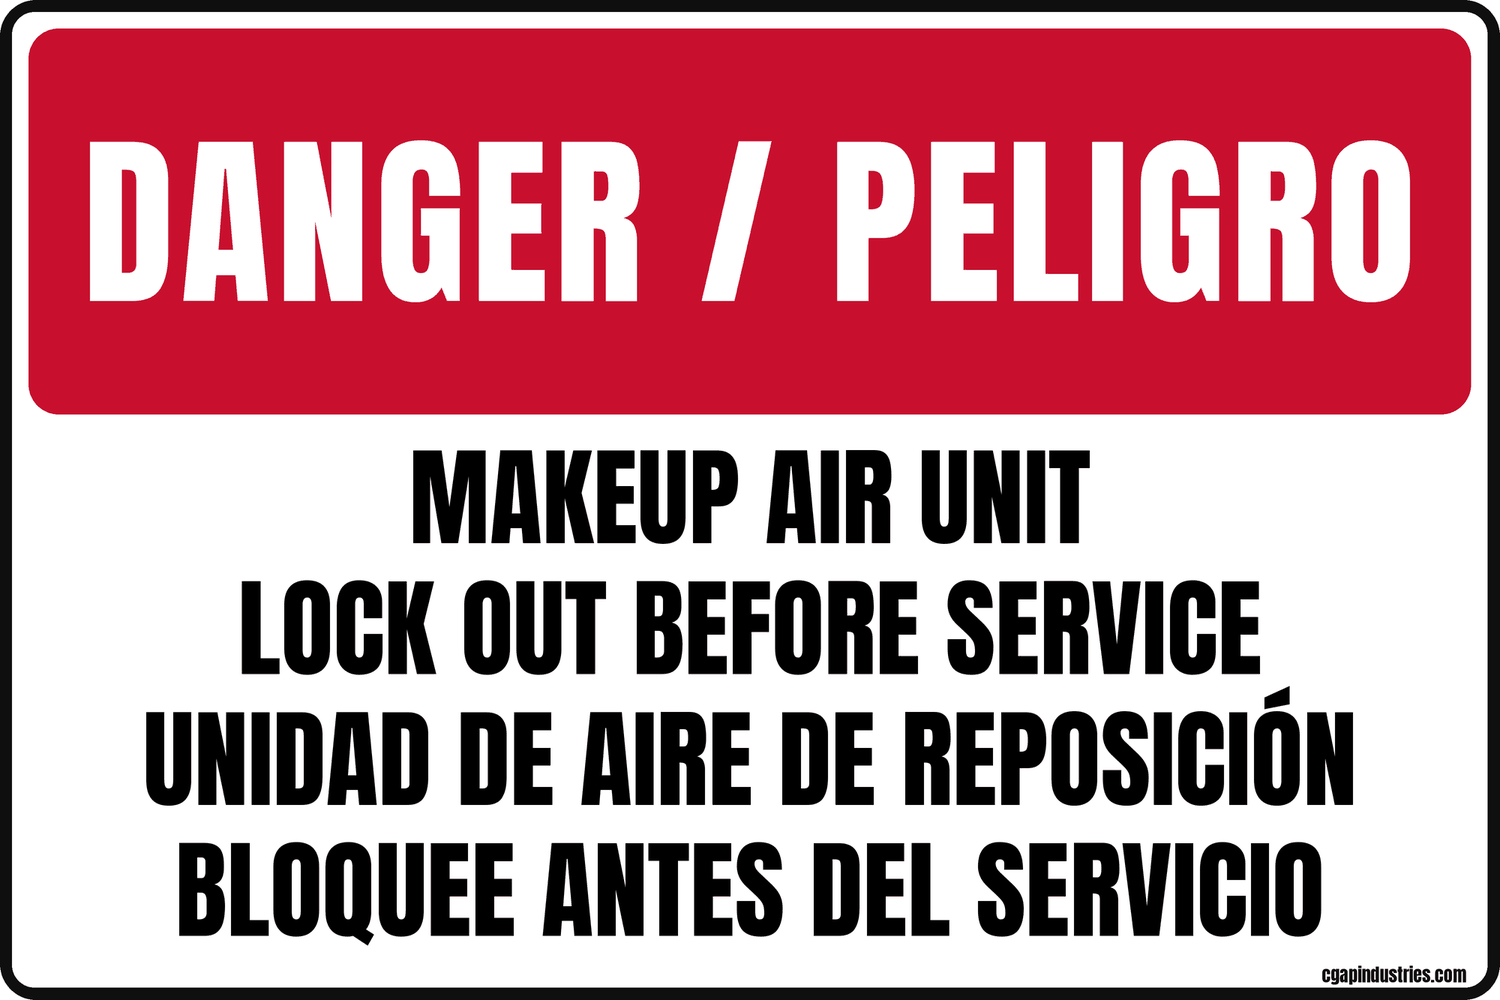 DANGER / PELIGRO
MAKEUP AIR UNIT
LOCK OUT BEFORE SERVICE
UNIDAD DE AIRE DE REPOSICIÓN
BLOQUEE ANTES DEL SERVICIO
cgapindustries.com